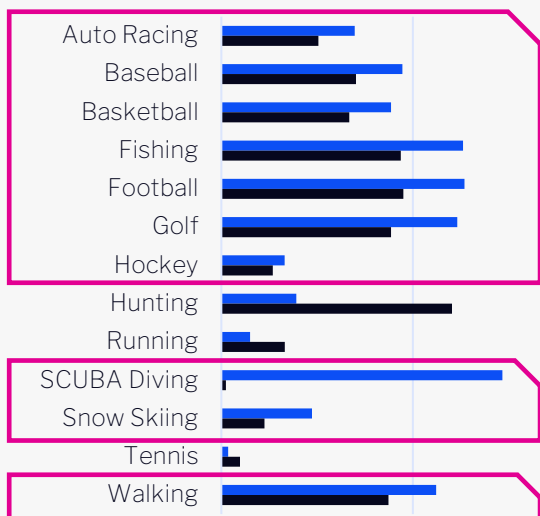 Auto Racing
Baseball
Basketball
Fishing
Football
Golf
Hockey
Hunting
Running
SCUBA Diving
Snow Skiing
Tennis
Walking